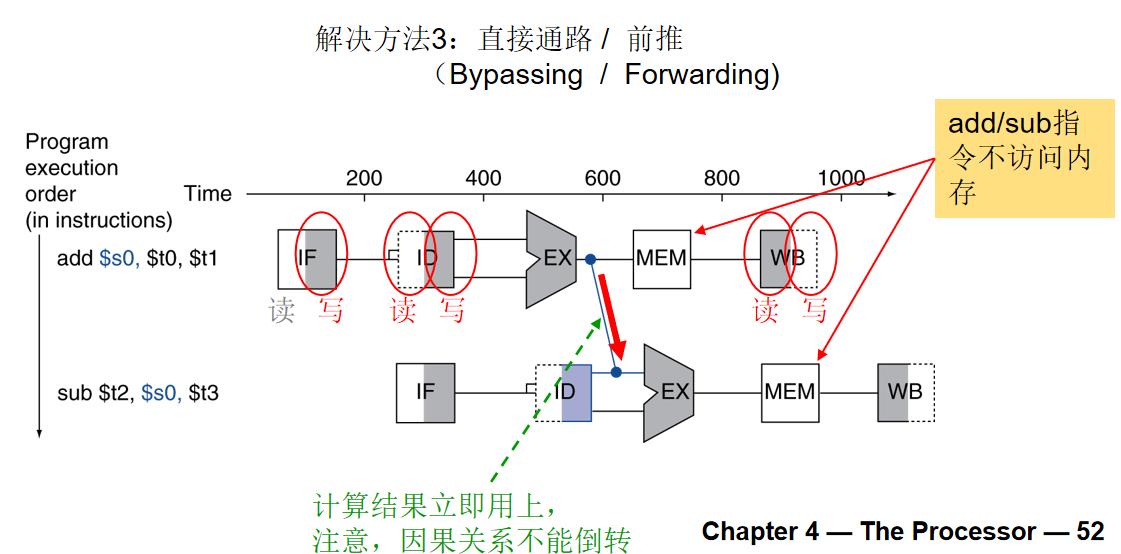 解决方法3：直接通路 / 前推
（Bypassing / Forwarding)
add/sub指
令不访问内
存
Program
execution
order
(in instructions)
Time
200 400 600 800 1000
add $s0, $t0, $t1
IF ID EX MEM WB
读 写 读 写 读 写
sub $t2, $s0, $t3
IF ID EX MEM WB
计算结果立即用上，
注意，因果关系不能倒转
Chapter 4 — The Processor — 52